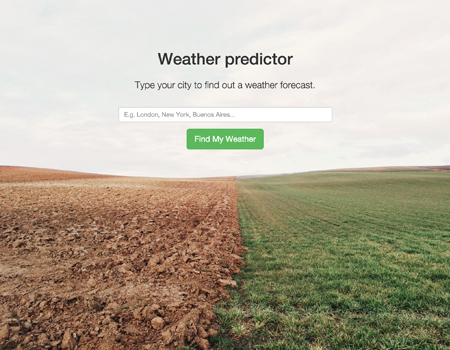 Weather predictor
Type your city to find out a weather forecast.
E.g. London, New York, Buenos Aires...
Find My Weather